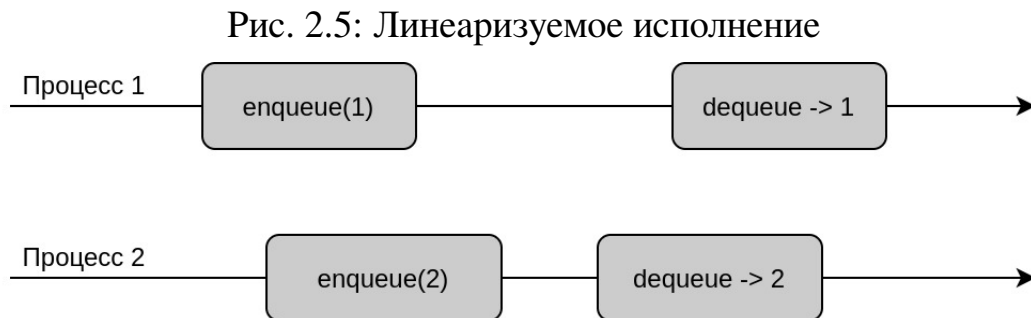 Рис. 2.5: Линеаризуемое исполнение
Процесс 1
enqueue(1)
dequeue -> 1
Процесс 2
enqueue(2)
dequeue -> 2